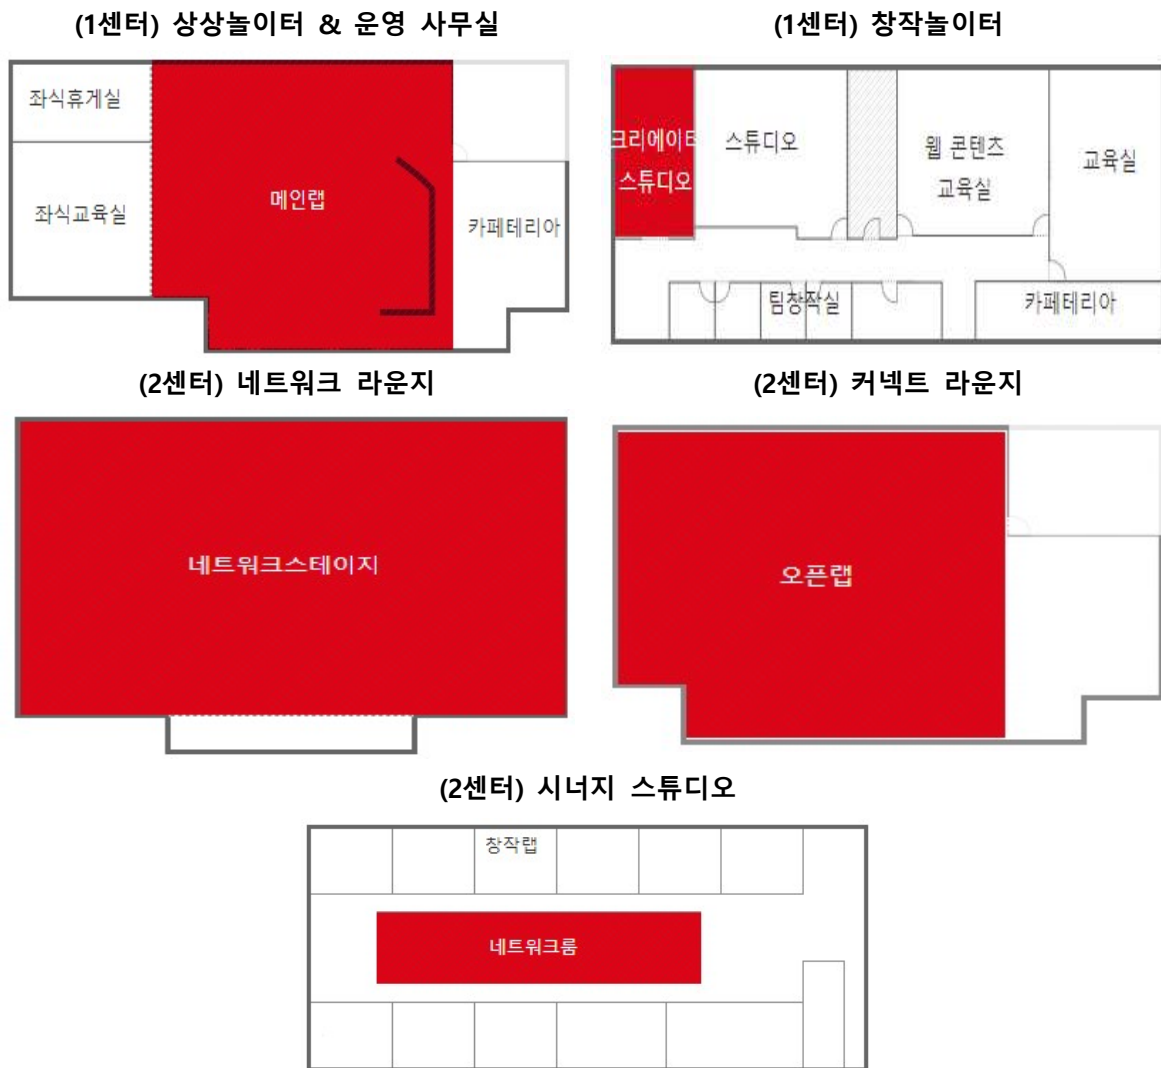 (1센터) 상상놀이터 & 운영 사무실
좌식휴게실
좌식교육실
메인랩
카페테리아
(1센터) 창작놀이터
크리에이터
스튜디오
스튜디오
웹 콘텐츠
교육실
교육실
팀창작실
카페테리아
(2센터) 네트워크 라운지
네트워크스테이지
(2센터) 커넥트 라운지
오픈랩
(2센터) 시너지 스튜디오
창작랩
네트워크룸